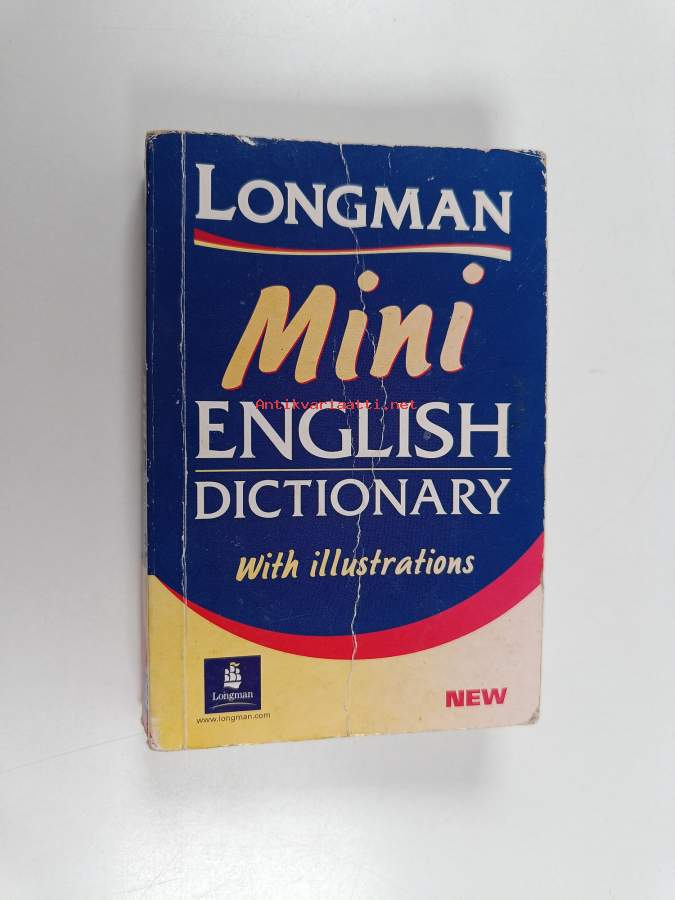 LONGMAN
Mini
Antikvariaatti.net
ENGLISH
DICTIONARY
With illustrations
Longman
www.longman.com
NEW